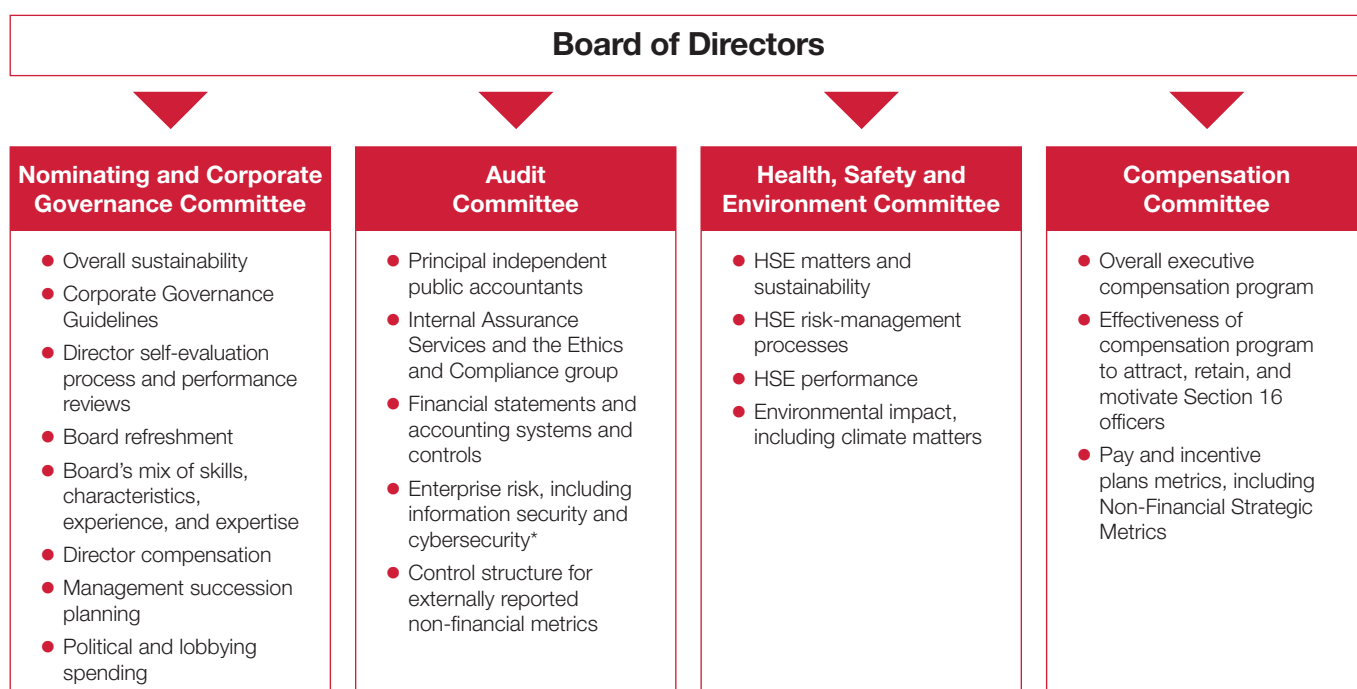 Board of Directors
Nominating and Corporate
Governance Committee
● Overall sustainability
● Corporate Governance
Guidelines
● Director self-evaluation
process and performance
reviews
● Board refreshment
● Board’s mix of skills,
characteristics,
experience, and expertise
● Director compensation
● Management succession
planning
● Political and lobbying
spending
Audit
Committee
● Principal independent
public accountants
● Internal Assurance
Services and the Ethics
and Compliance group
● Financial statements and
accounting systems and
controls
● Enterprise risk, including
information security and
cybersecurity*
● Control structure for
externally reported
non-financial metrics
Health, Safety and
Environment Committee
● HSE matters and
sustainability
● HSE risk-management
processes
● HSE performance
● Environmental impact,
including climate matters
Compensation
Committee
● Overall executive
compensation program
● Effectiveness of
compensation program
to attract, retain, and
motivate Section 16
officers
● Pay and incentive
plans metrics, including
Non-Financial Strategic
Metrics